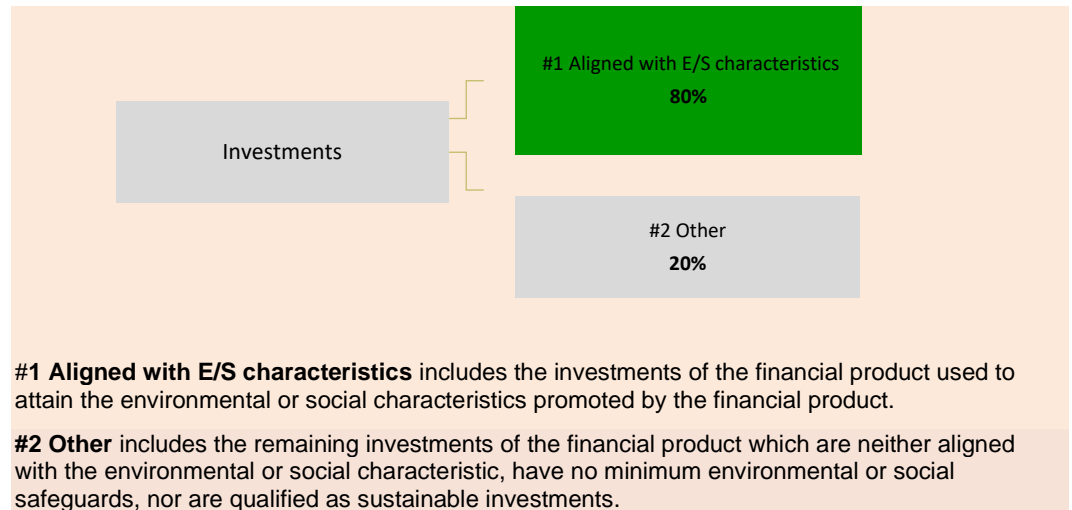 #1 Aligned with E/S characteristics
80%
Investments
#2 Other
20%
#1 Aligned with E/S characteristics includes the investments of the financial product used to
attain the environmental or social characteristics promoted by the financial product.
#2 Other includes the remaining investments of the financial product which are neither aligned
with the environmental or social characteristic, have no minimum environmental or social
safeguards, nor are qualified as sustainable investments.